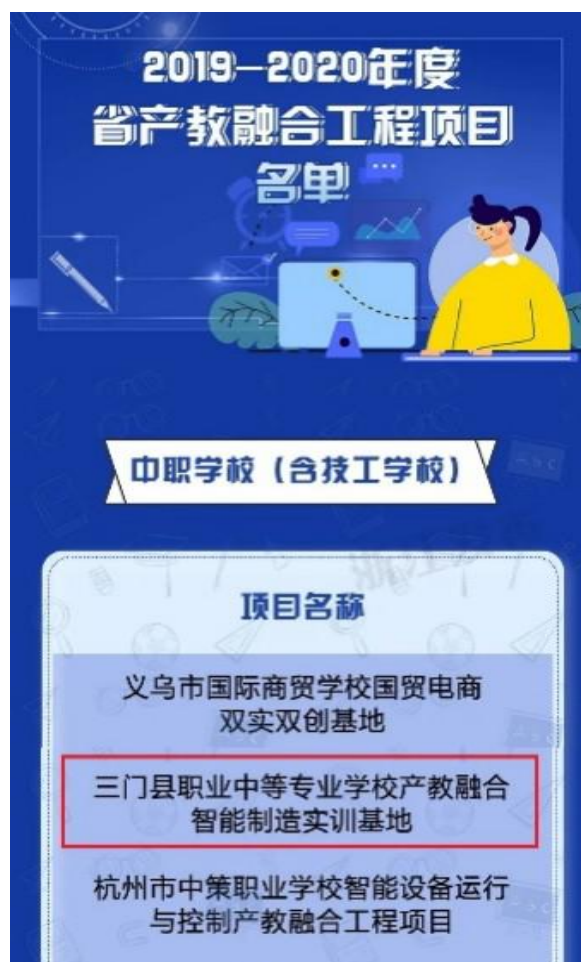 2019—2020年度
省产教融合工程项目
名单
中职学校（含技工学校）
项目名称
义乌市国际商贸学校国贸电商
双实双创基地
三门县职业中等专业学校产教融合
智能制造实训基地
杭州市中策职业学校智能设备运行
与控制产教融合工程项目